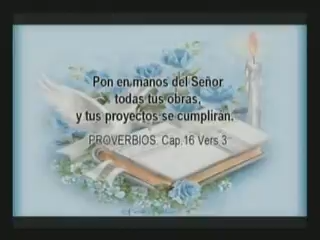 Pon en manos del Señor
todas tus obras,
y tus proyectos se cumplirán.
PROVERBIOS. Cap.16 Vers 3